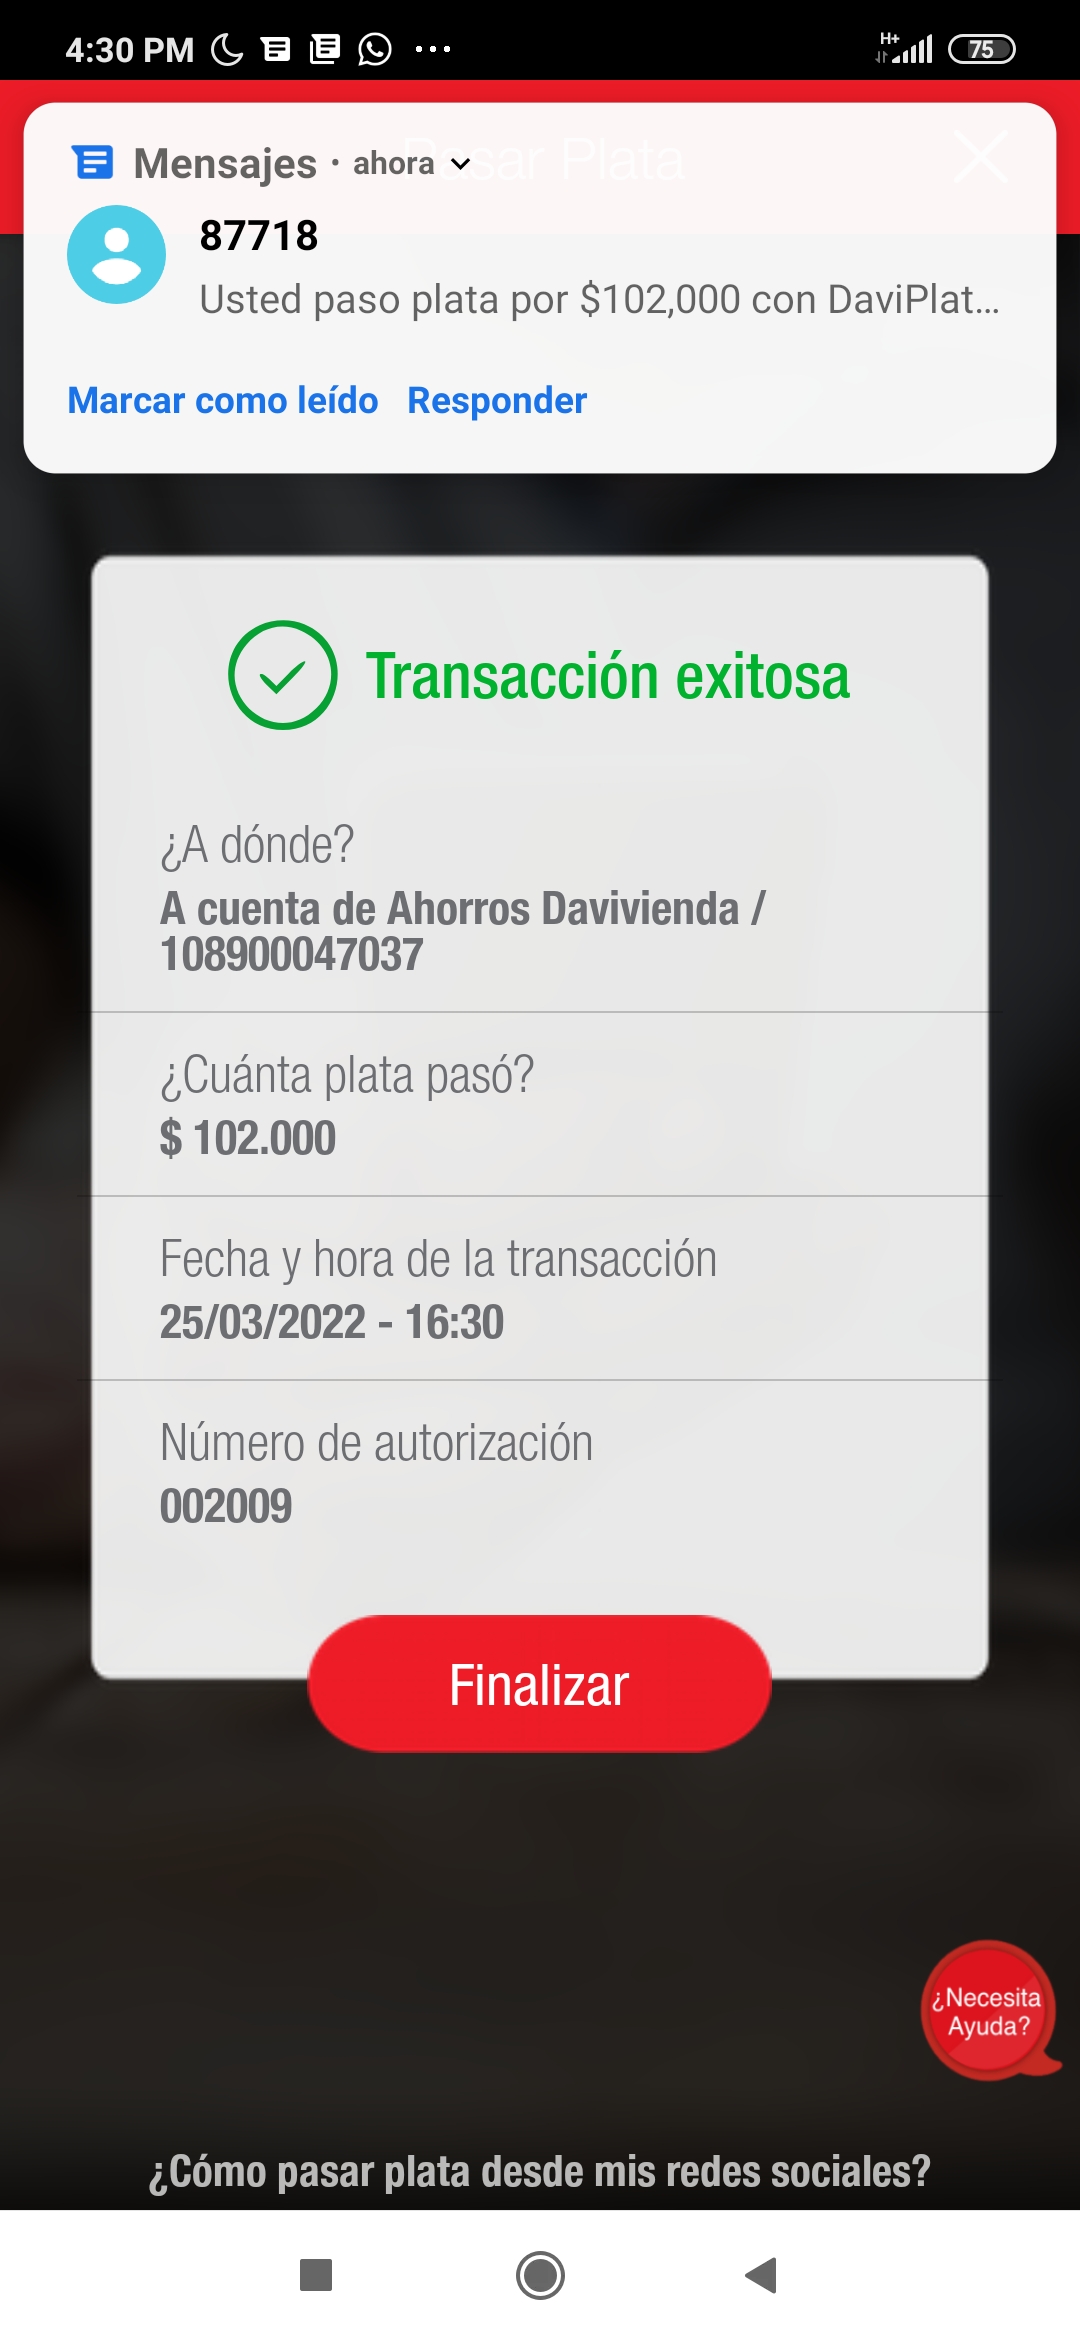 4:30 PM
H+
75
Pasar Plata
Mensajes · ahora
87718
Usted paso plata por $102,000 con DaviPlat...
Marcar como leído Responder
Transacción exitosa
¿A dónde?
A cuenta de Ahorros Davivienda /
108900047037
¿Cuánta plata pasó?
$ 102.000
Fecha y hora de la transacción
25/03/2022 - 16:30
Número de autorización
002009
Finalizar
¿Necesita
Ayuda?
¿Cómo pasar plata desde mis redes sociales?